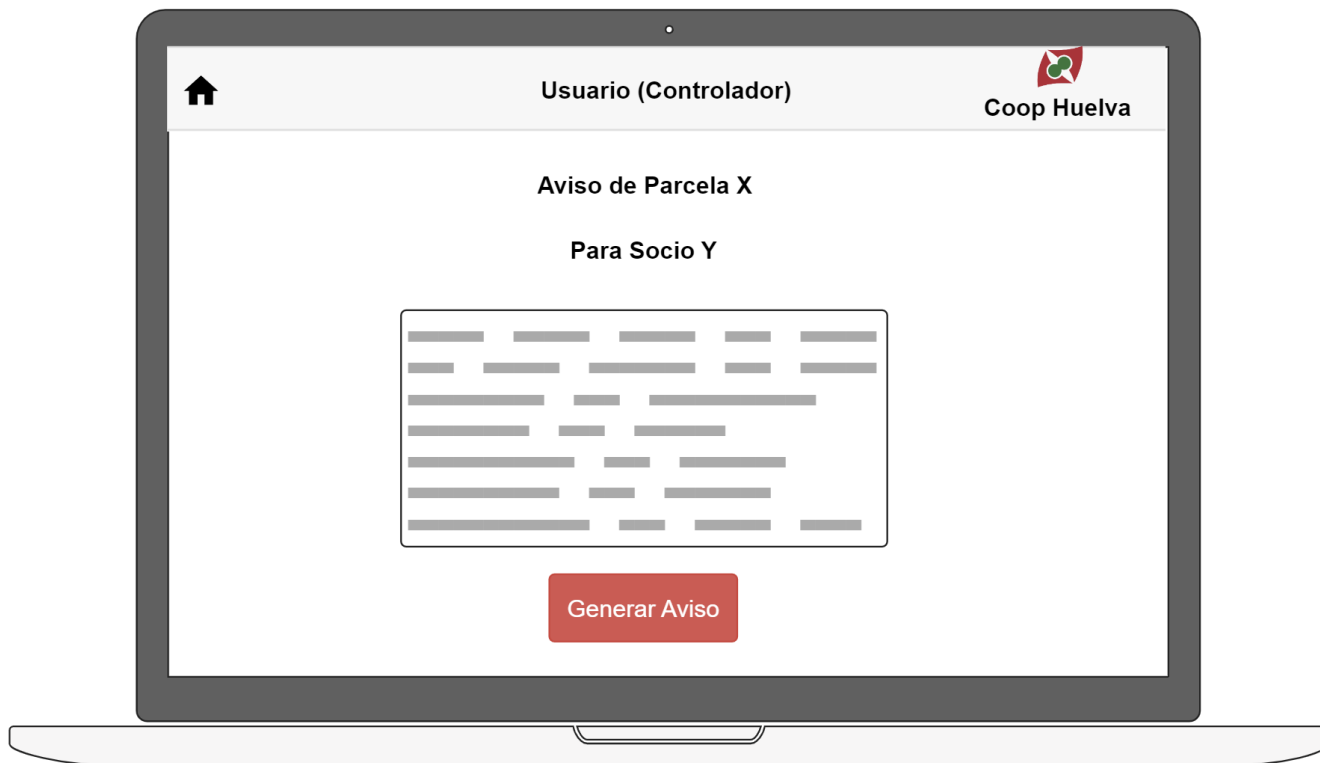 Usuario (Controlador)
Coop Huelva
Aviso de Parcela X
Para Socio Y
Generar Aviso